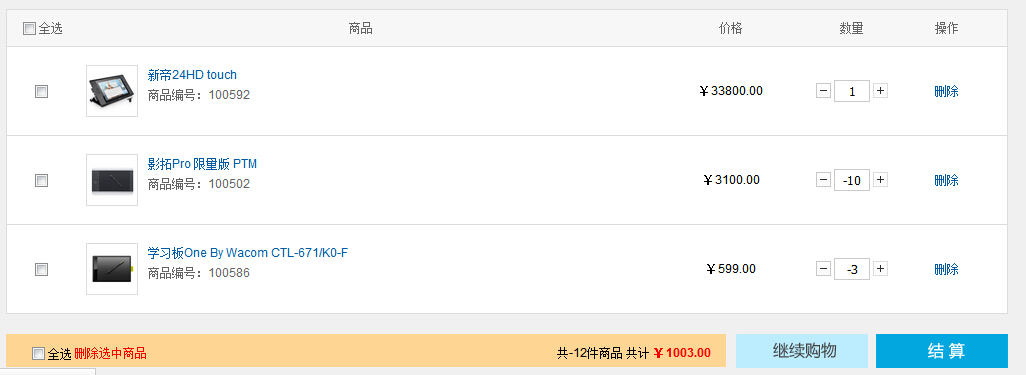 全选 商品 价格 数量 操作
新帝24HD touch
商品编号：100592
￥33800.00 － 1 + 删除
影拓Pro 限量版 PTM
商品编号：100502
￥3100.00 － -10 + 删除
学习板One By Wacom CTL-671/K0-F
商品编号：100586
￥599.00 － -3 + 删除
全选 删除选中商品 共-12件商品 共计 ￥1003.00 继续购物 结 算